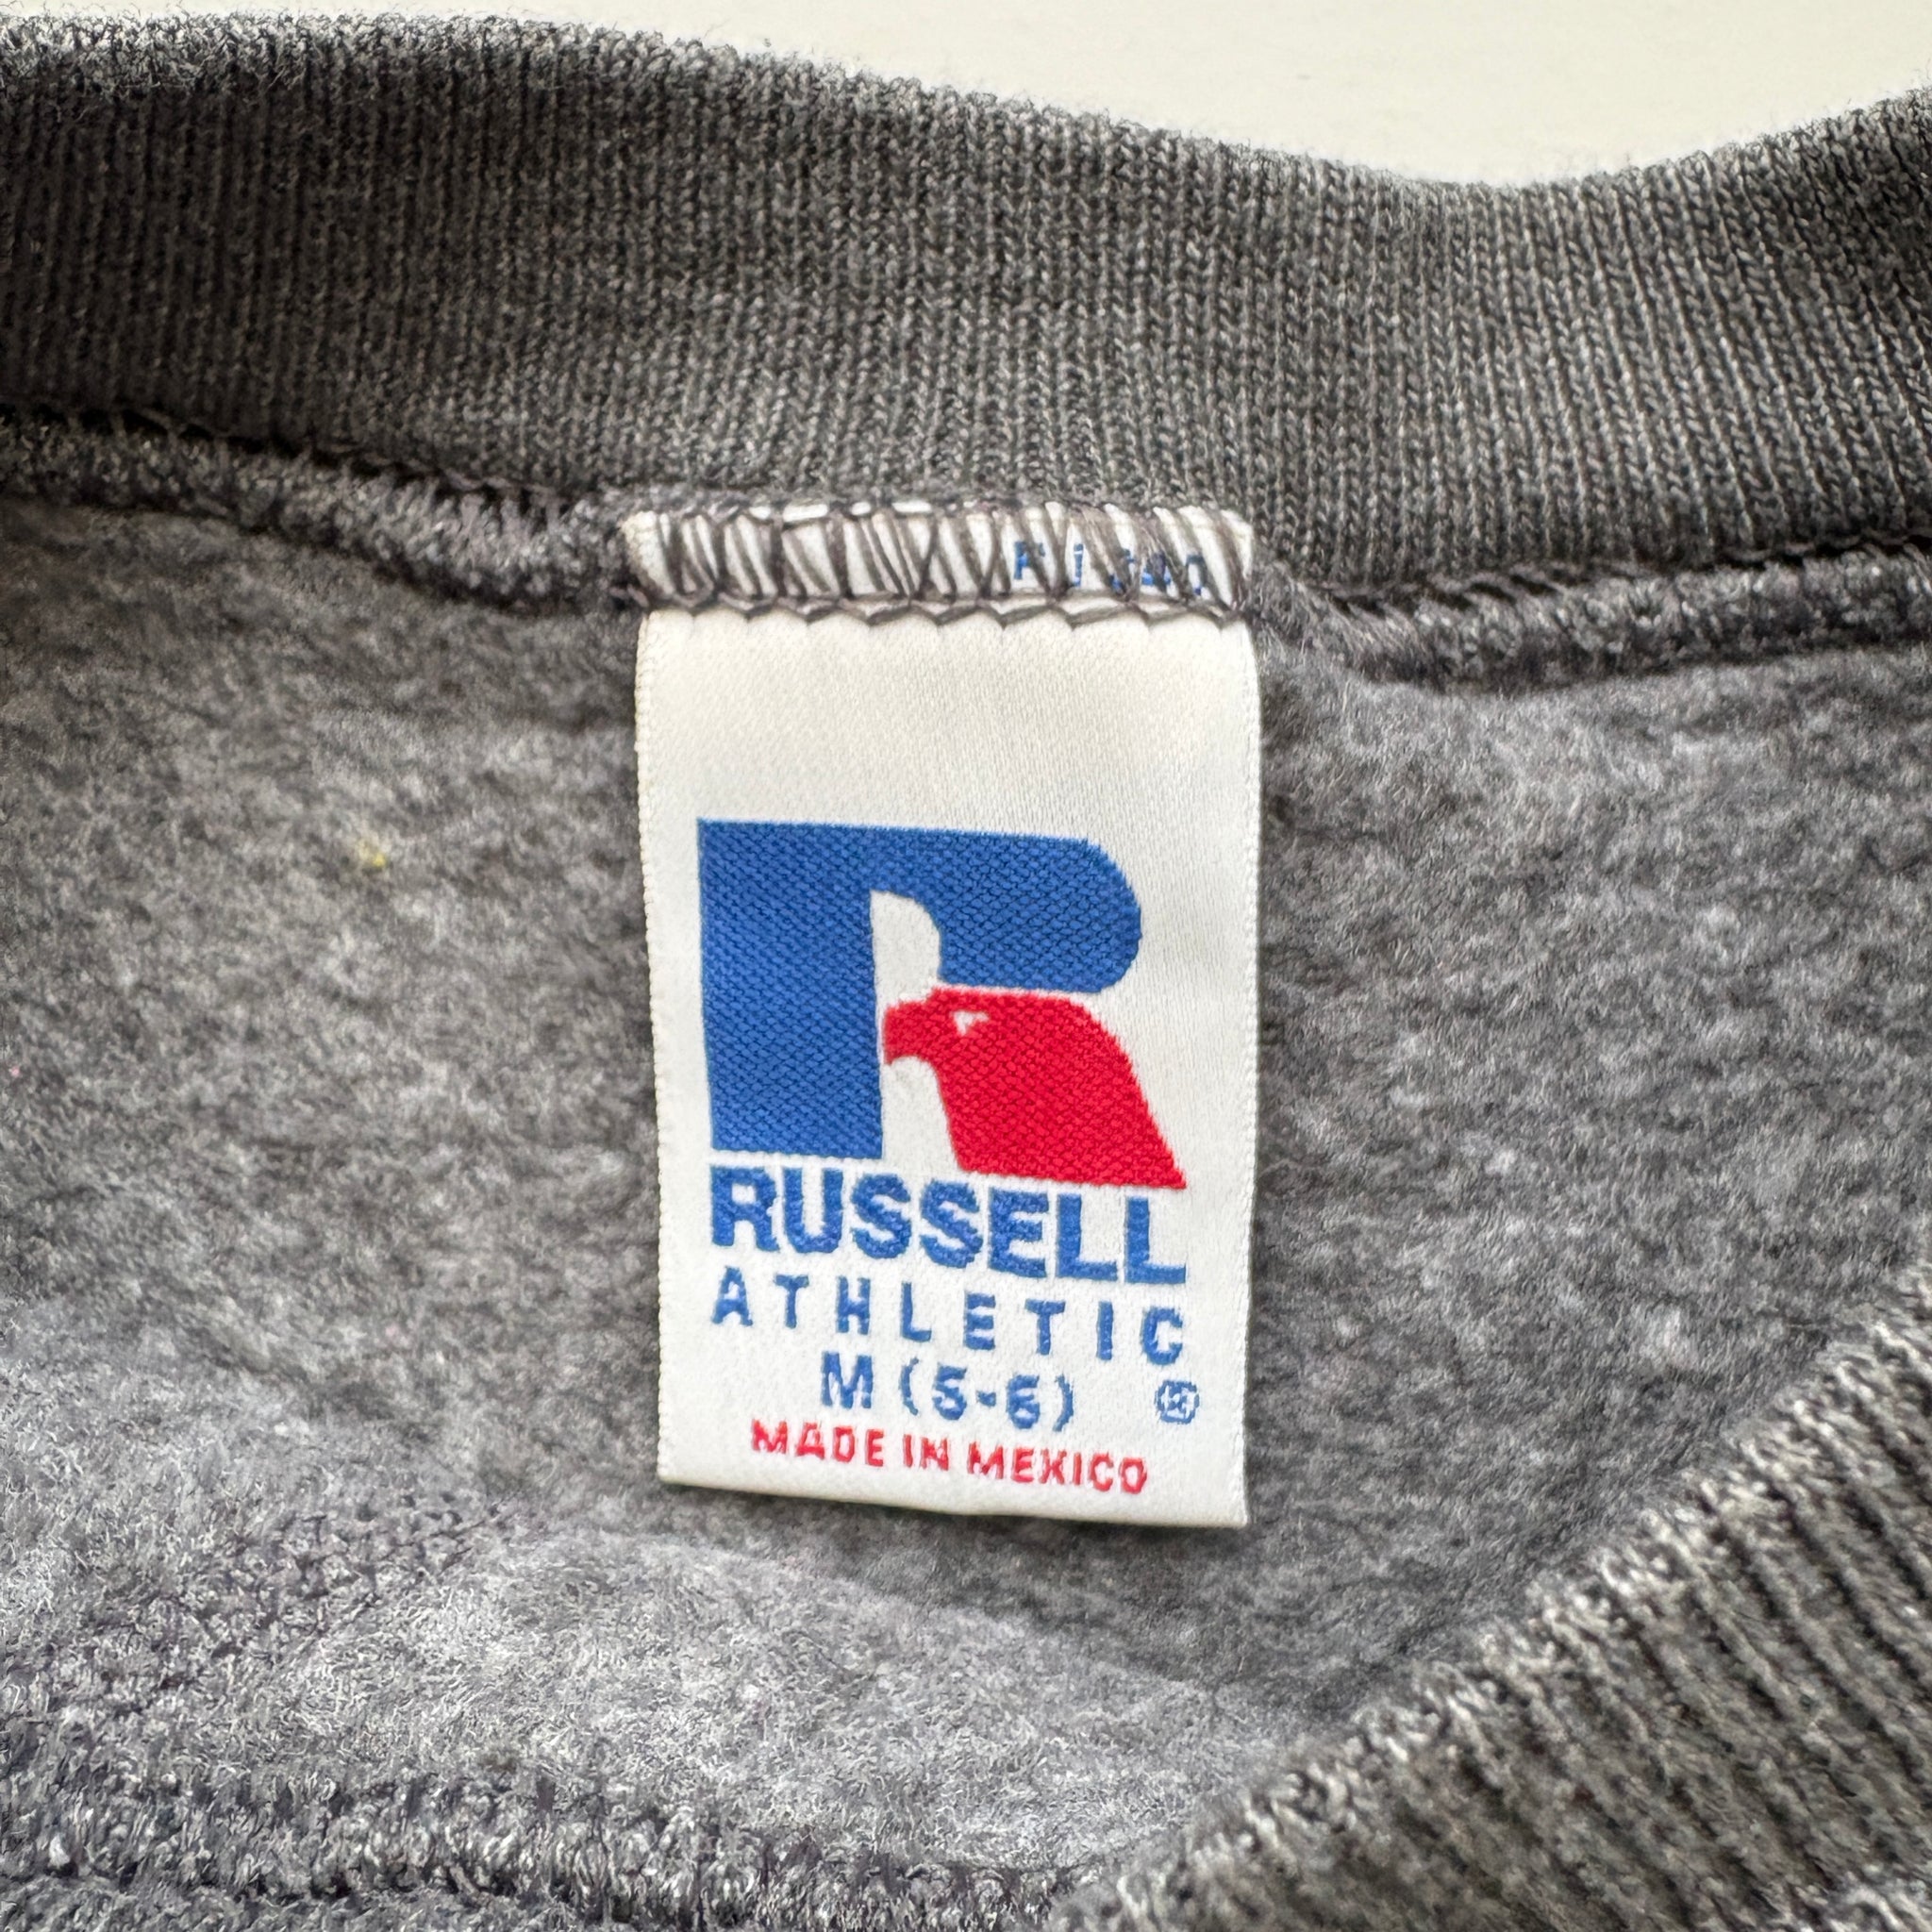 RUSSELL
ATHLETIC
M (5-6) ®
MADE IN MEXICO